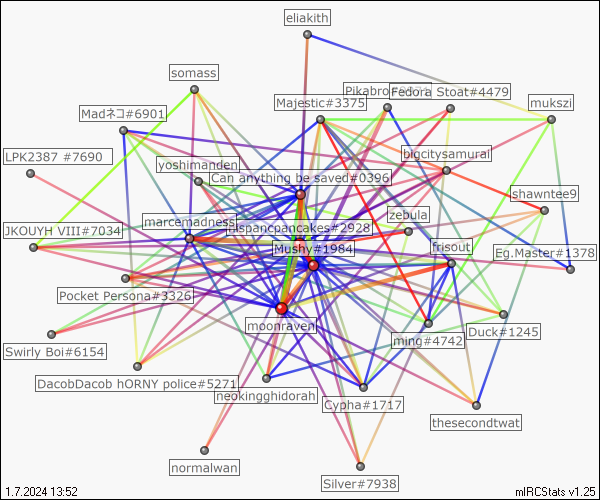 eliakith
somass
Pikabro
Fedora Stoat#4479
Majestic#3375
mukszi
Madネコ#6901
LPK2387 #7690
bigcitysamurai
yoshimanden
Can anything be saved#0396
shawntee9
zebula
marcemadness
JKOUYH VIII#7034
flispancpancakes#2928
Mushy#1984
frisout
Eg.Master#1378
Pocket Persona#3326
moonraven
Duck#1245
ming#4742
Swirly Boi#6154
DacobDacob hORNY police#5271
neokingghidorah
Cypha#1717
thesecondtwat
normalwan
Silver#7938
1.7.2024 13:52
mIRCStats v1.25